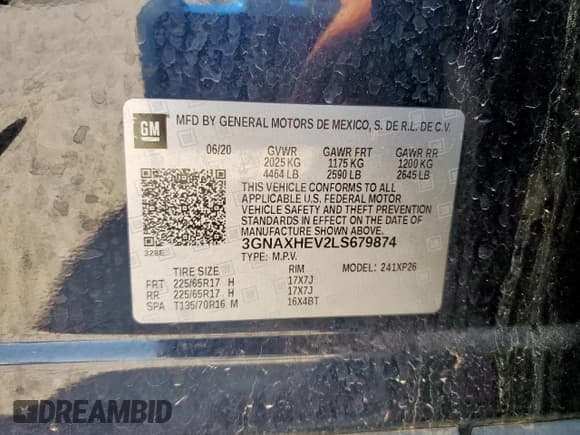 GM
MFD BY GENERAL MOTORS DE MEXICO, S. DE R.L. DE C.V.
06/20 GVWR GAWR FRT GAWR RR
2025 KG 1175 KG 1200 KG
4464 LB 2590 LB 2645 LB
THIS VEHICLE CONFORMS TO ALL
APPLICABLE U.S. FEDERAL MOTOR
VEHICLE SAFETY AND THEFT PREVENTION
STANDARDS IN EFFECT ON THE DATE OF
MANUFACTURE SHOWN ABOVE.
3GNAXHEV2LS679874
TYPE: M.P.V.
328E
TIRE SIZE RIM MODEL: 241XP26
FRT 225/65R17 H 17X7J
RR 225/65R17 H 17X7J
SPA T135/70R16 M 16X4BT
DREAMBID